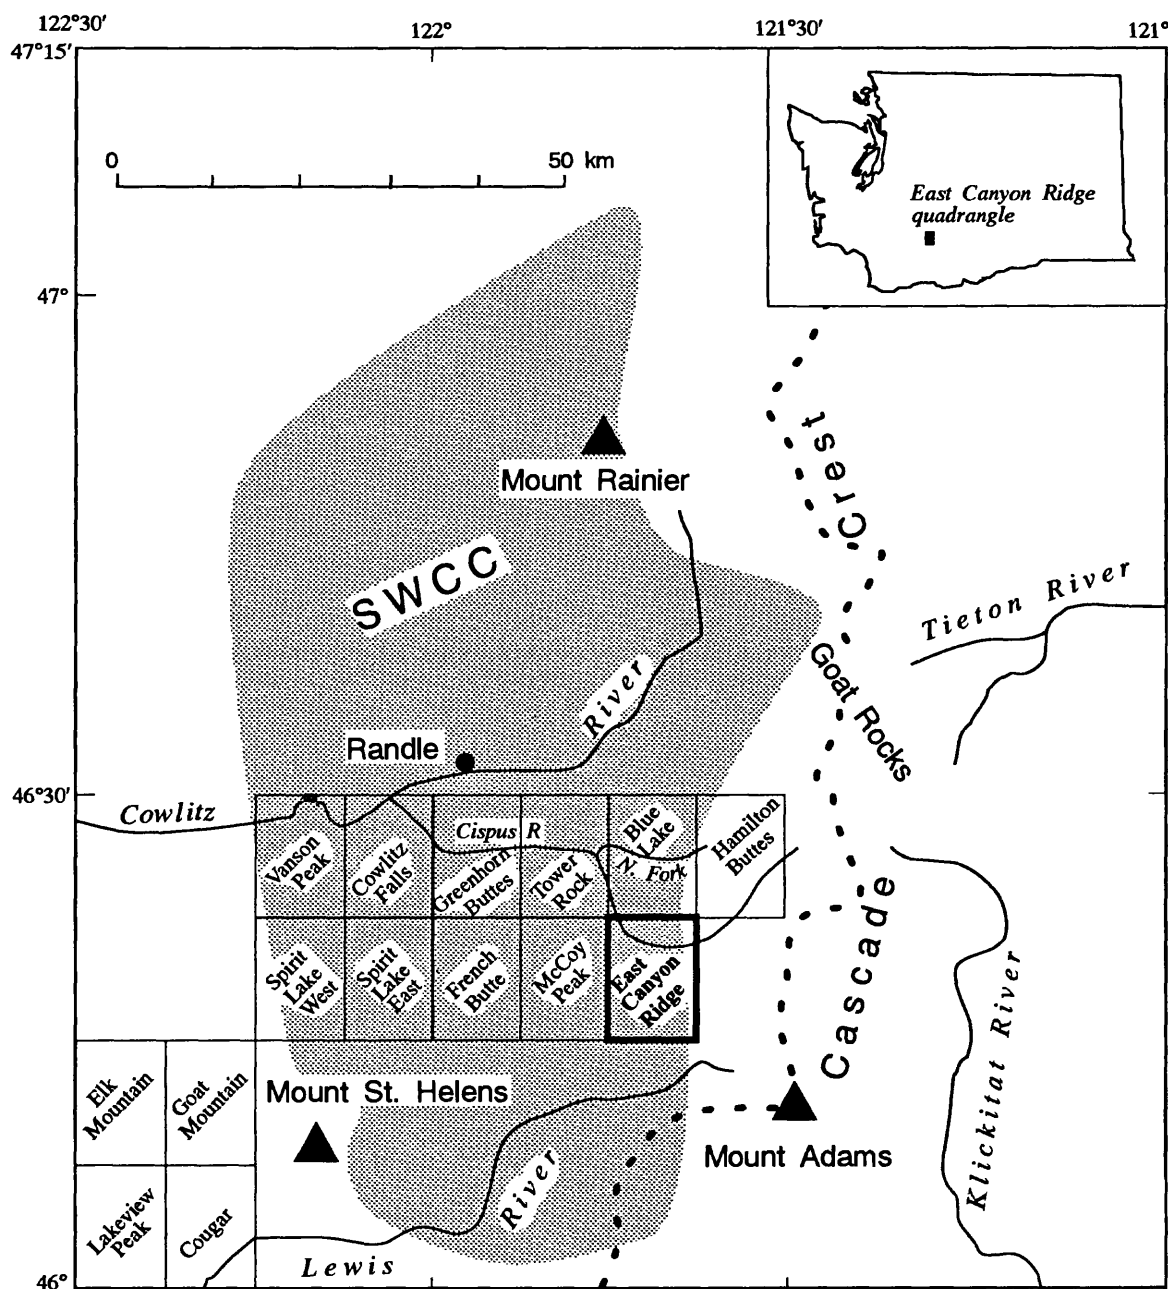 122°30′
122°
121°30′
121°
47°15′
0
50 km
East Canyon Ridge
quadrangle
47°
Mount Rainier
Crest
SWCC
Tieton River
Goat Rocks
River
Randle
46°30′
Cowlitz
Cispus R
Vanson
Peak
Cowlitz
Falls
Greenhorn
Buttes
Tower
Rock
Blue
Lake
N. Fork
Hamilton
Buttes
Spirit
Lake
West
Spirit
Lake
East
French
Butte
McCoy
Peak
East
Canyon
Ridge
Cascade
Klickitat River
Elk
Mountain
Goat
Mountain
Mount St. Helens
Mount Adams
Lakeview
Peak
Cougar
River
Lewis
46°